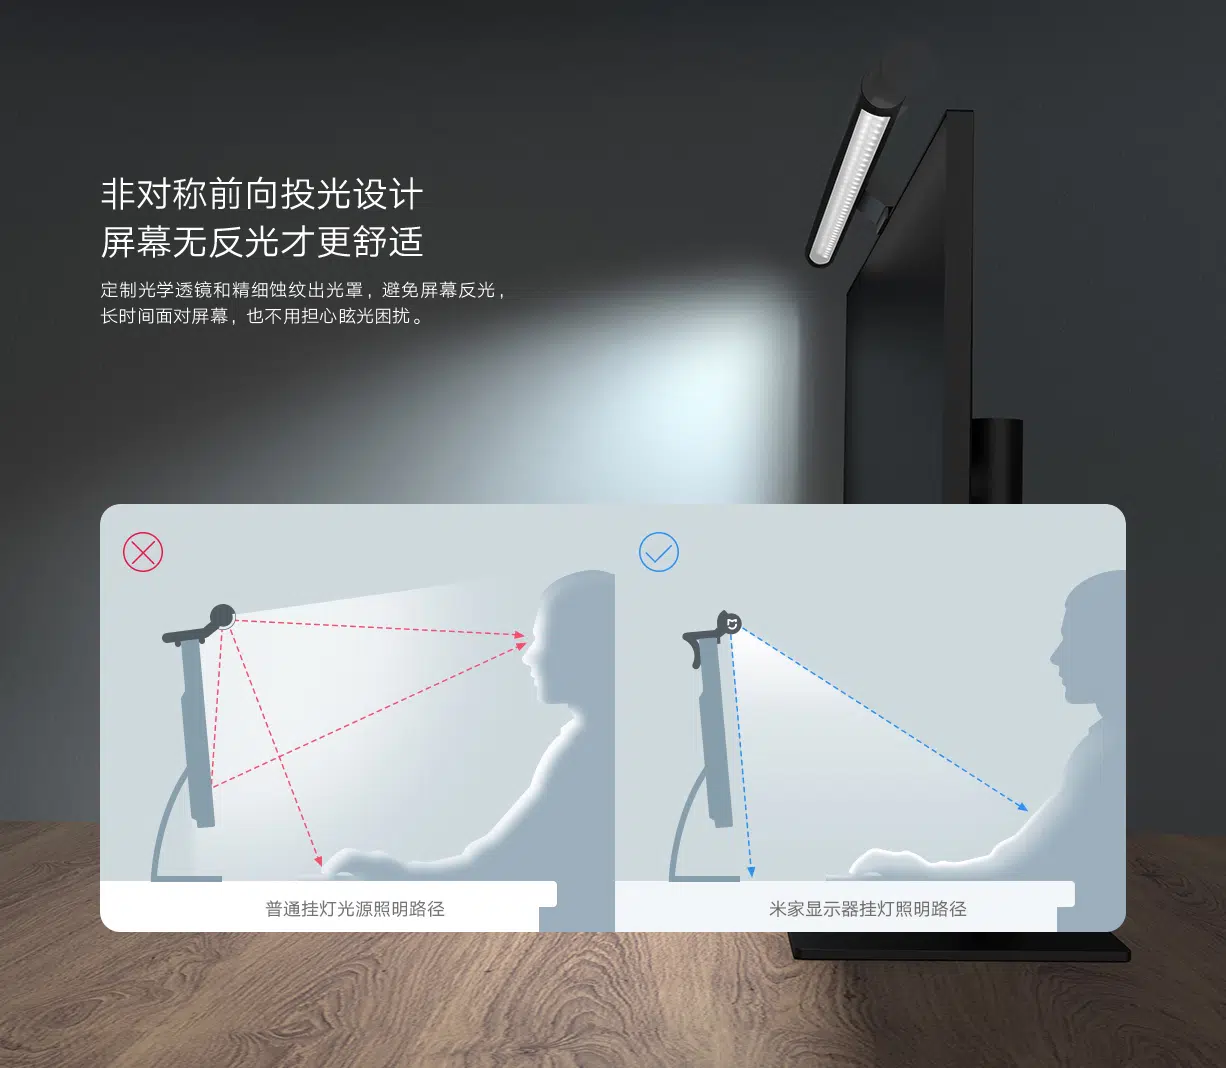 非对称前向投光设计
屏幕无反光才更舒适
定制光学透镜和精细蚀纹出光罩，避免屏幕反光，
长时间面对屏幕，也不用担心眩光困扰。
普通挂灯光源照明路径
米家显示器挂灯照明路径